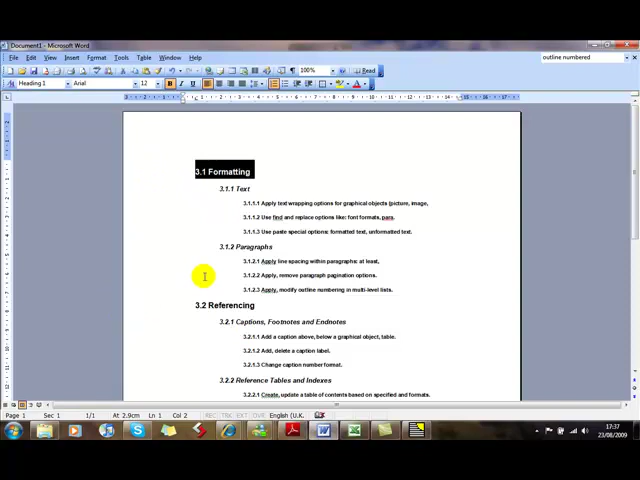 Document1 - Microsoft Word
File Edit View Insert Format Tools Table Window Help
outline numbered
100% Read
Heading 1 Arial 12 B I U
3.1 Formatting
3.1.1 Text
3.1.1.1 Apply text wrapping options for graphical objects (picture, image,
3.1.1.2 Use find and replace options like: font formats, para.
3.1.1.3 Use paste special options: formatted text, unformatted text.
3.1.2 Paragraphs
3.1.2.1 Apply line spacing within paragraphs: at least,
3.1.2.2 Apply, remove paragraph pagination options.
3.1.2.3 Apply, modify outline numbering in multi-level lists.
3.2 Referencing
3.2.1 Captions, Footnotes and Endnotes
3.2.1.1 Add a caption above, below a graphical object, table.
3.2.1.2 Add, delete a caption label.
3.2.1.3 Change caption number format.
3.2.2 Reference Tables and Indexes
3.2.2.1 Create, update a table of contents based on specified and formats.
Page 1 Sec 1 1/1 At 2.9cm Ln 1 Col 2 REC TRK EXT OVR English (U.K.
17:37
23/08/2009